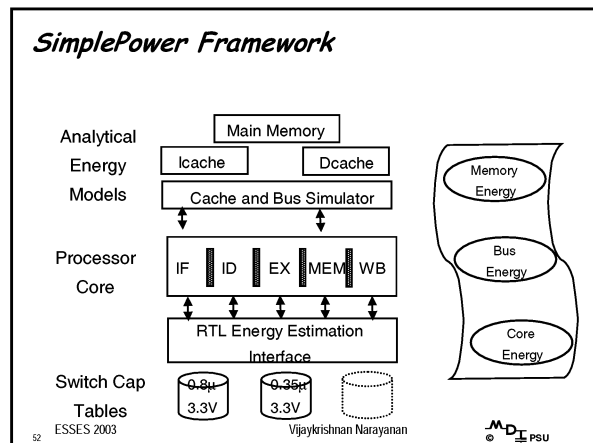 SimplePower Framework
Analytical
Energy
Models
Main Memory
Icache
Dcache
Cache and Bus Simulator
Processor
Core
IF
ID
EX
MEM
WB
RTL Energy Estimation
Interface
Switch Cap
Tables
0.8µ
3.3V
0.35µ
3.3V
Memory
Energy
Bus
Energy
Core
Energy
52
ESSES 2003
Vijaykrishnan Narayanan
© MDL PSU